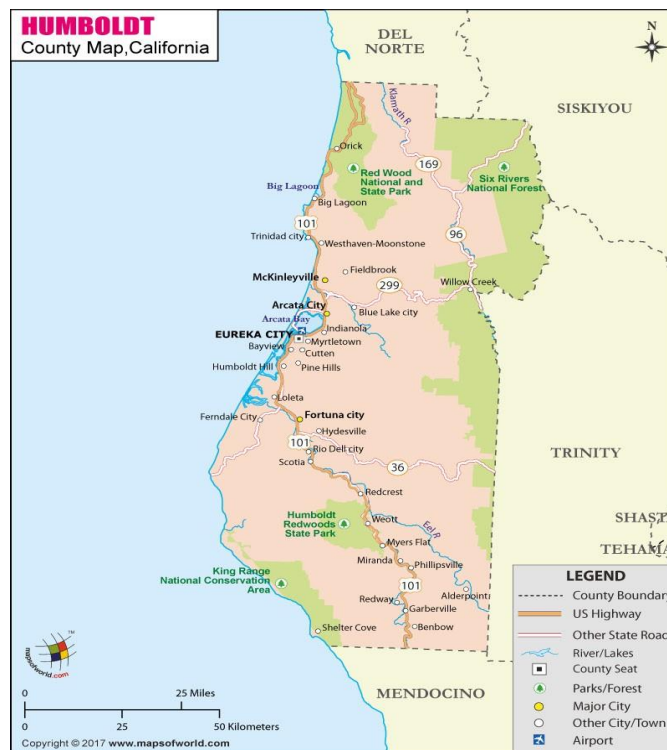 HUMBOLDT
County Map,California
DEL
NORTE
N
SISKIYOU
Klamath R
Orick
169
Red Wood
National and
State Park
Six Rivers
National Forest
Big Lagoon
Big Lagoon
101
96
Trinidad city
Westhaven-Moonstone
Fieldbrook
McKinleyville
299
Willow Creek
Arcata City
Blue Lake city
Arcata Bay
EUREKA CITY
Indianola
Myrtletown
Bayview
Cutten
Humboldt Hill
Pine Hills
Loleta
Ferndale City
Fortuna city
Hydesville
101
Rio Dell city
Scotia
36
TRINITY
Redcrest
Humboldt
Redwoods
State Park
Weott
Eel R
SHAST
Myers Flat
TEHAMA
Miranda
Phillipsville
King Range
National Conservation
Area
101
Alderpoint
Redway
Garberville
Shelter Cove
Benbow
LEGEND
County Boundary
US Highway
Other State Road
River/Lakes
County Seat
Parks/Forest
Major City
Other City/Town
Airport
MENDOCINO
TM
mapsofworld.com
0 25 Miles
0 25 50 Kilometers
Copyright © 2017 www.mapsofworld.com